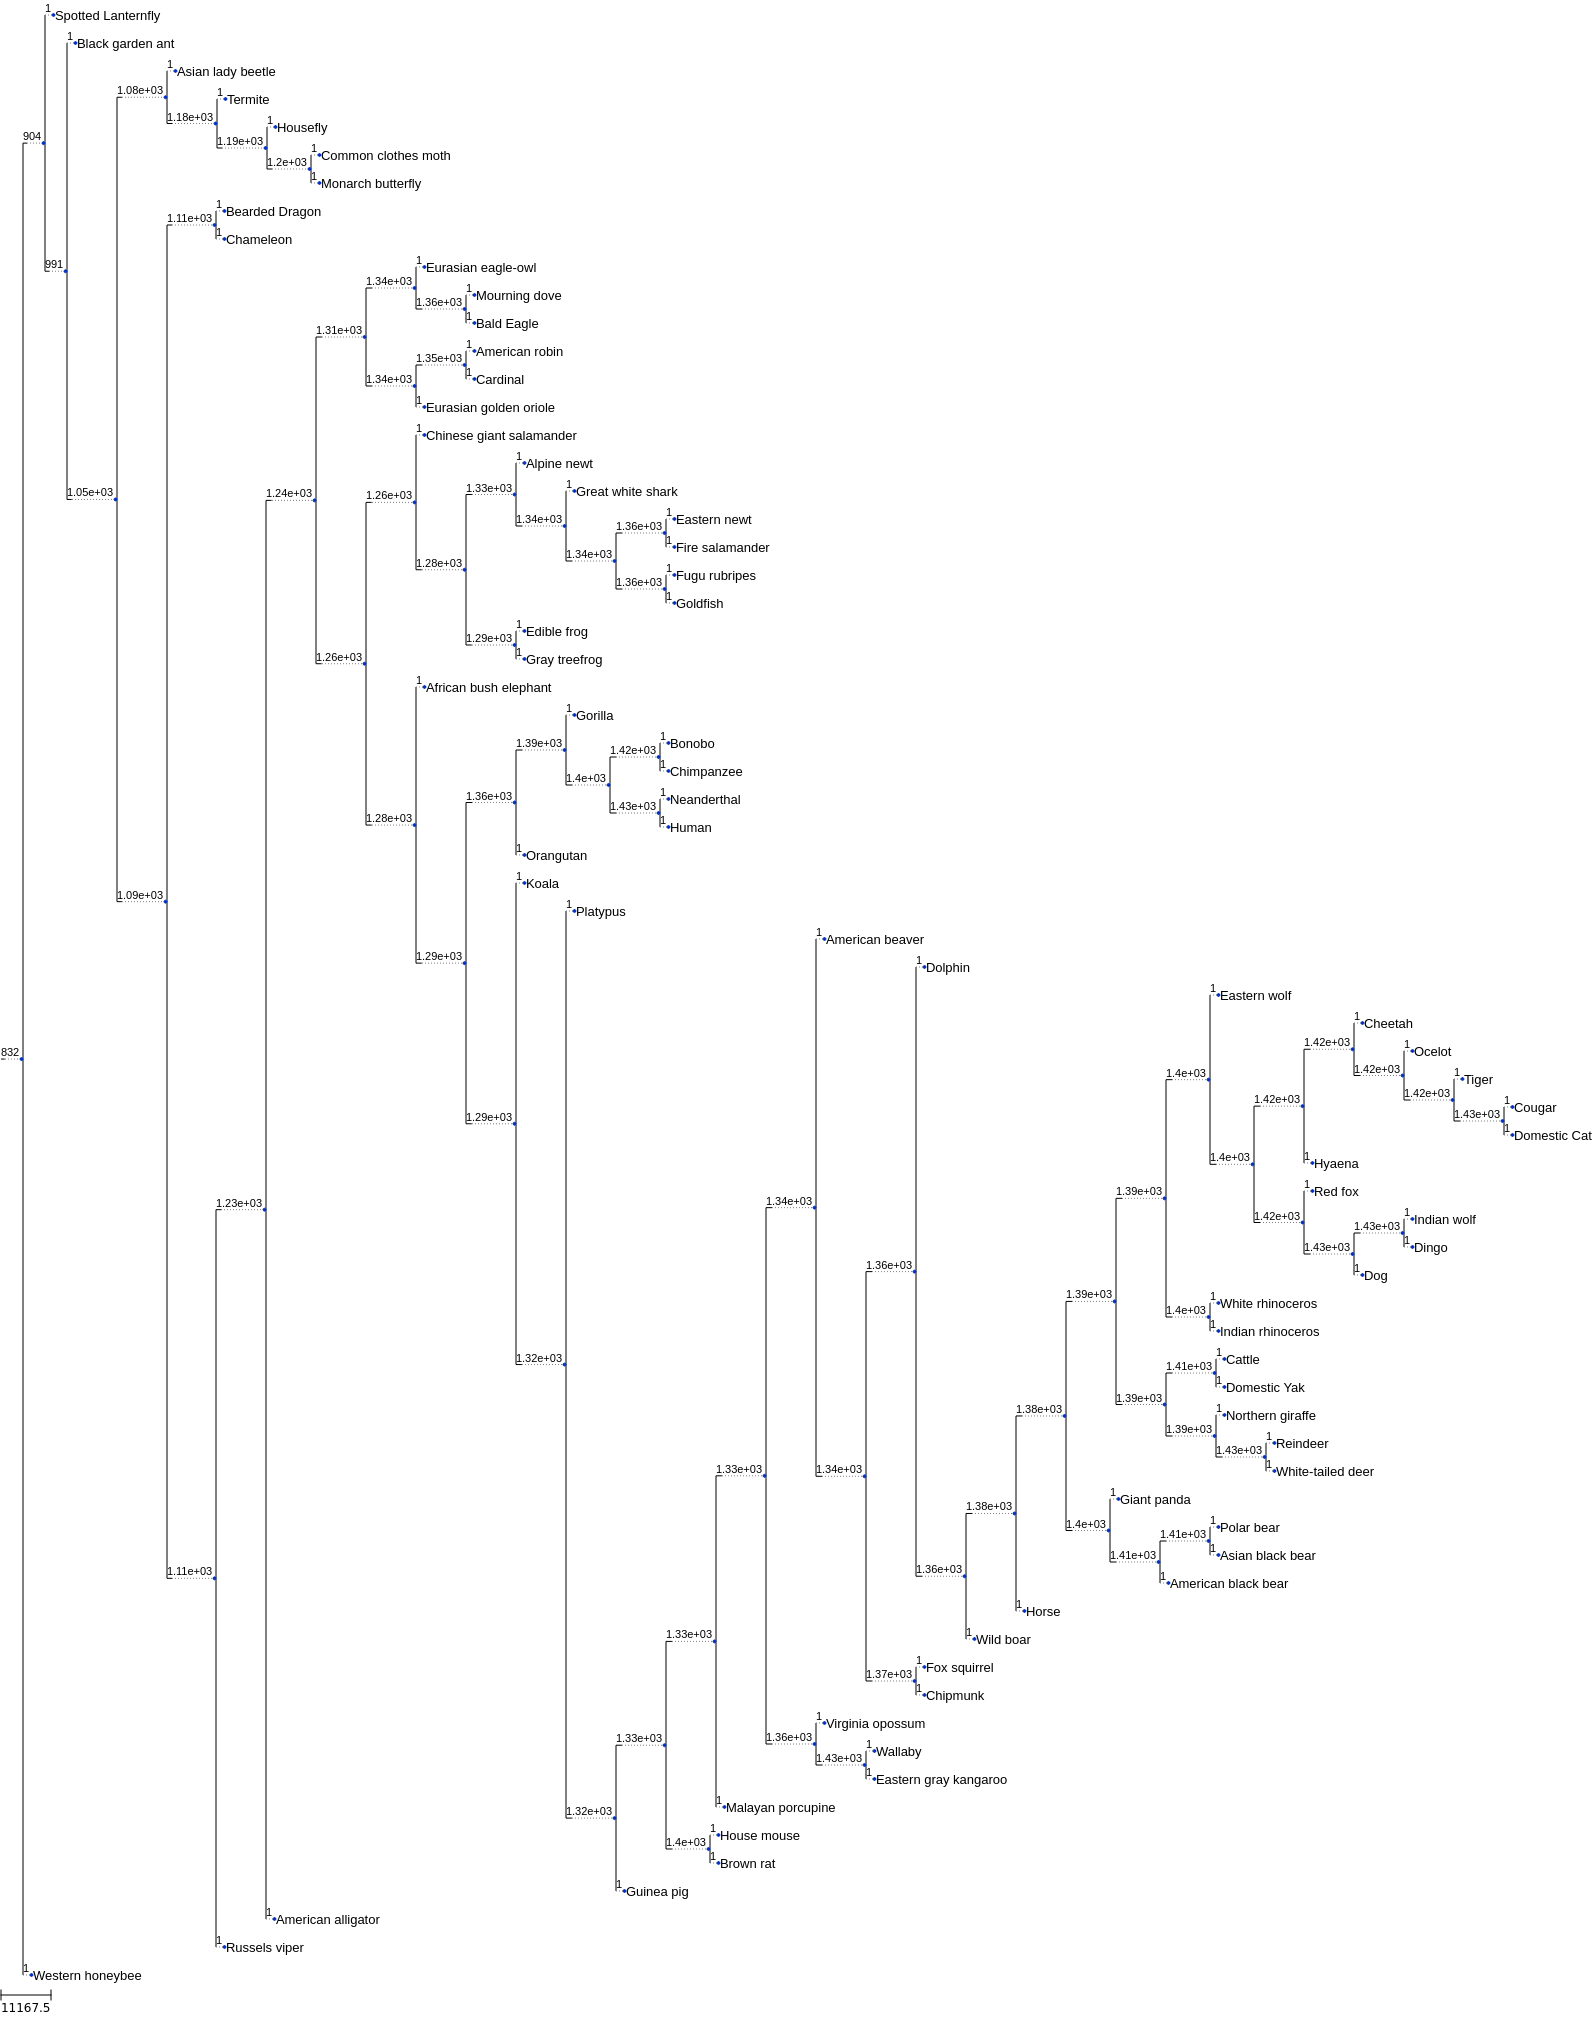 1 Spotted Lanternfly
1 Black garden ant
1 Asian lady beetle
1.08e+03
1 Termite
1.18e+03
1 Housefly
904
1.19e+03
1 Common clothes moth
1.2e+03
1 Monarch butterfly
1 Bearded Dragon
1.11e+03
1 Chameleon
991
1 Eurasian eagle-owl
1.34e+03
1 Mourning dove
1.36e+03
1 Bald Eagle
1.31e+03
1 American robin
1.35e+03
1 Cardinal
1.34e+03
1 Eurasian golden oriole
1 Chinese giant salamander
1 Alpine newt
1.33e+03
1 Great white shark
1.05e+03
1.24e+03
1.26e+03
1.34e+03
1 Eastern newt
1.36e+03
1 Fire salamander
1.34e+03
1.28e+03
1 Fugu rubripes
1.36e+03
1 Goldfish
1 Edible frog
1.29e+03
1 Gray treefrog
1.26e+03
1 African bush elephant
1 Gorilla
1.39e+03
1 Bonobo
1.42e+03
1 Chimpanzee
1.4e+03
1.36e+03
1 Neanderthal
1.43e+03
1 Human
1.28e+03
1 Orangutan
1 Koala
1.09e+03
1 Platypus
1 American beaver
1.29e+03
1 Dolphin
1 Eastern wolf
1 Cheetah
1.42e+03
832
1 Ocelot
1.42e+03
1.4e+03
1 Tiger
1.42e+03
1.42e+03
1 Cougar
1.43e+03
1.29e+03
1 Domestic Cat
1.4e+03
1 Hyaena
1.39e+03
1 Red fox
1.23e+03
1.34e+03
1.42e+03
1 Indian wolf
1.43e+03
1 Dingo
1.43e+03
1.36e+03
1 Dog
1.39e+03
1 White rhinoceros
1.4e+03
1 Indian rhinoceros
1.32e+03
1 Cattle
1.41e+03
1 Domestic Yak
1.39e+03
1.38e+03
1 Northern giraffe
1.39e+03
1 Reindeer
1.43e+03
1 White-tailed deer
1.33e+03
1.34e+03
1 Giant panda
1.38e+03
1.4e+03
1 Polar bear
1.41e+03
1 Asian black bear
1.41e+03
1.11e+03
1.36e+03
1 American black bear
1 Horse
1.33e+03
1 Wild boar
1 Fox squirrel
1.37e+03
1 Chipmunk
1 Virginia opossum
1.33e+03
1.36e+03
1 Wallaby
1.43e+03
1 Eastern gray kangaroo
1 Malayan porcupine
1.32e+03
1 House mouse
1.4e+03
1 Brown rat
1 Guinea pig
1 American alligator
1 Russels viper
1 Western honeybee
11167.5